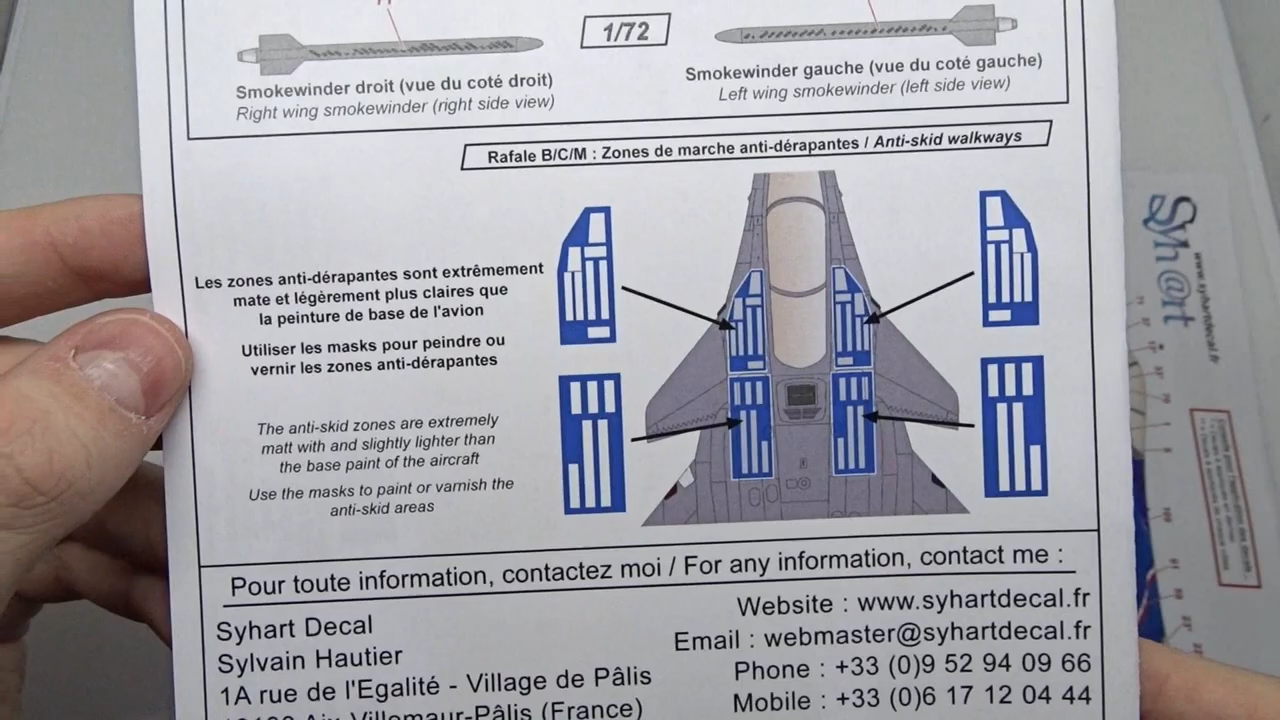 1/72
Smokewinder droit (vue du coté droit)
Right wing smokewinder (right side view)
Smokewinder gauche (vue du coté gauche)
Left wing smokewinder (left side view)
Rafale B/C/M : Zones de marche anti-dérapantes / Anti-skid walkways
Les zones anti-dérapantes sont extrêmement
mate et légèrement plus claires que
la peinture de base de l'avion
Utiliser les masks pour peindre ou
vernir les zones anti-dérapantes
The anti-skid zones are extremely
matt with and slightly lighter than
the base paint of the aircraft
Use the masks to paint or varnish the
anti-skid areas
Pour toute information, contactez moi / For any information, contact me :
Syhart Decal
Sylvain Hautier
1A rue de l'Egalité - Village de Pâlis
Aix-Villemaur-Pâlis (France)
Website : www.syhartdecal.fr
Email : webmaster@syhartdecal.fr
Phone : +33 (0)9 52 94 09 66
Mobile : +33 (0)6 17 12 04 44
Syh@rt
www.syhartdecal.fr